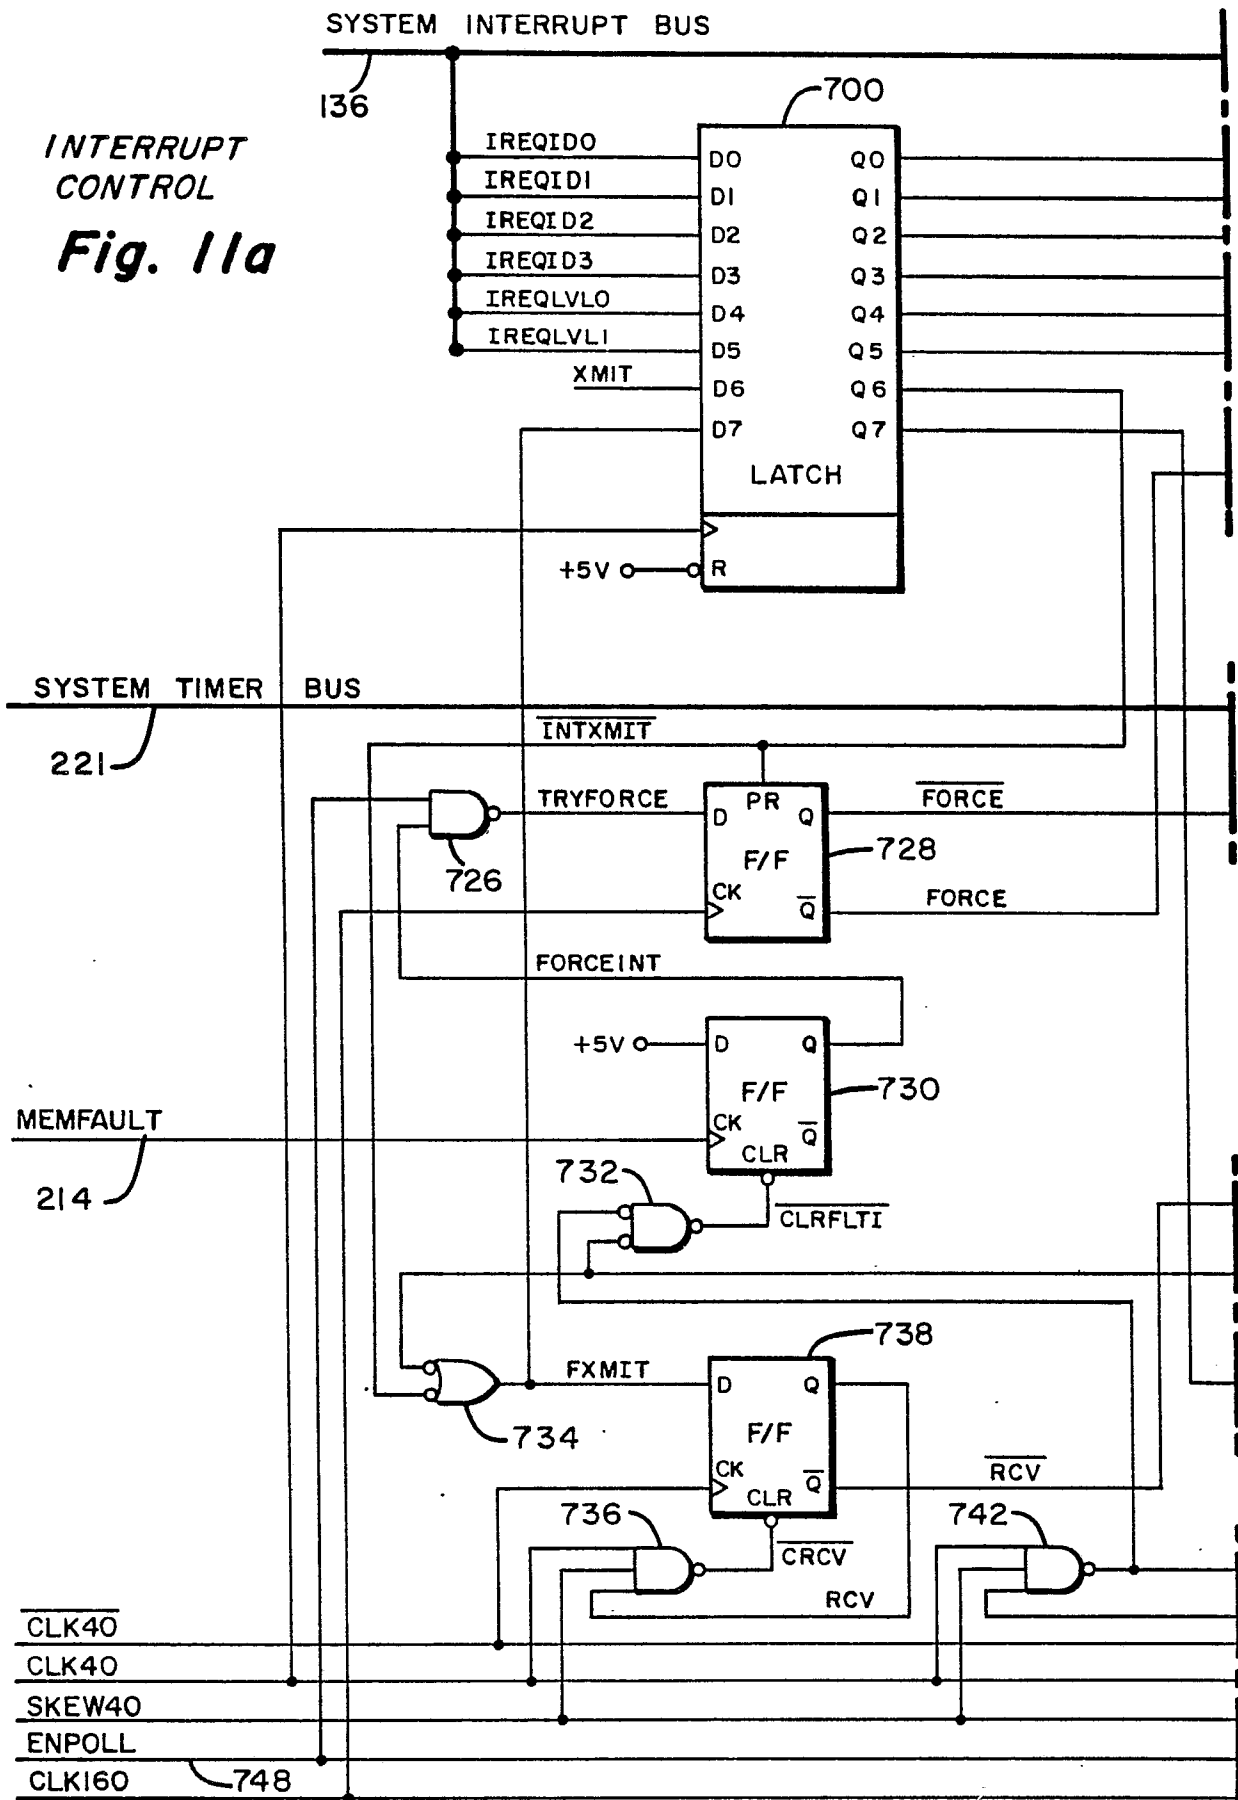 SYSTEM INTERRUPT BUS
136
700
INTERRUPT
CONTROL
Fig. 11a
IREQID0
IREQID1
IREQID2
IREQID3
IREQLVL0
IREQLVL1
XMIT
D0 Q0
D1 Q1
D2 Q2
D3 Q3
D4 Q4
D5 Q5
D6 Q6
D7 Q7
LATCH
+5V R
SYSTEM TIMER BUS
221
INTXMIT
TRYFORCE
726
PR
D Q
F/F
CK Q
FORCE
728
FORCE
FORCEINT
+5V
D Q
F/F
CK Q
CLR
730
MEMFAULT
214
732
CLRFLTI
738
FXMIT
734
D Q
F/F
CK Q
CLR
RCV
736
CRCV
RCV
742
CLK40
CLK40
SKEW40
ENPOLL
748
CLK160